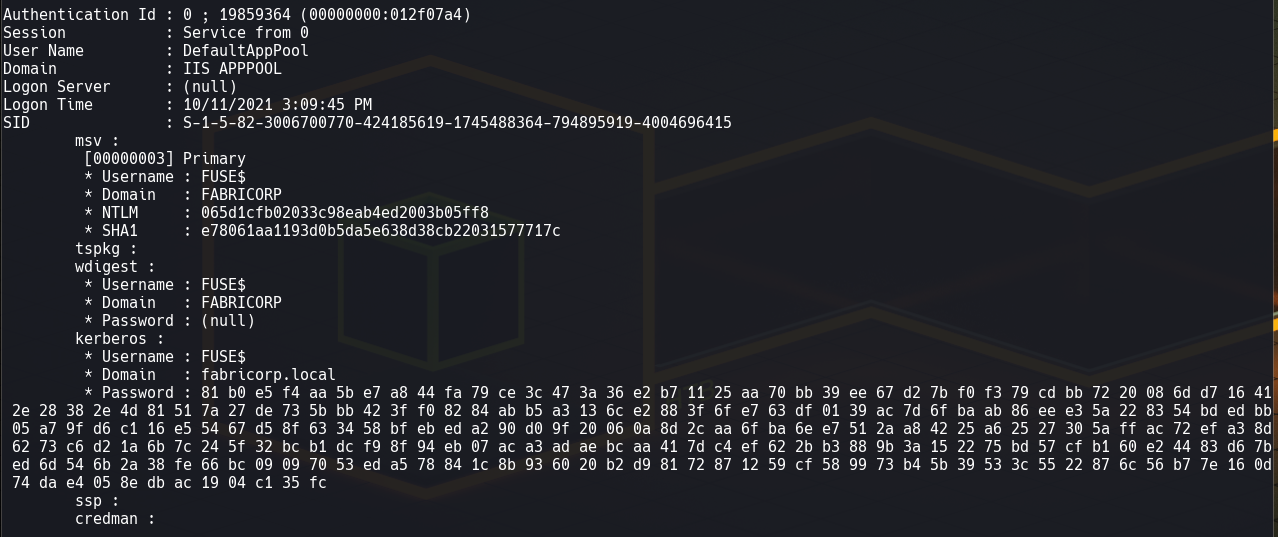 Authentication Id : 0 ; 19859364 (00000000:012f07a4)
Session           : Service from 0
User Name         : DefaultAppPool
Domain            : IIS APPPOOL
Logon Server      : (null)
Logon Time        : 10/11/2021 3:09:45 PM
SID               : S-1-5-82-3006700770-424185619-1745488364-794895919-4004696415
        msv :
         [00000003] Primary
         * Username : FUSE$
         * Domain   : FABRICORP
         * NTLM     : 065d1cfb02033c98eab4ed2003b05ff8
         * SHA1     : e78061aa1193d0b5da5e638d38cb22031577717c
        tspkg :
        wdigest :
         * Username : FUSE$
         * Domain   : FABRICORP
         * Password : (null)
        kerberos :
         * Username : FUSE$
         * Domain   : fabricorp.local
         * Password : 81 b0 e5 f4 aa 5b e7 a8 44 fa 79 ce 3c 47 3a 36 e2 b7 11 25 aa 70 bb 39 ee 67 d2 7b f0 f3 79 cd bb 72 20 08 6d d7 16 41
 2e 28 38 2e 4d 81 51 7a 27 de 73 5b bb 42 3f f0 82 84 ab b5 a3 13 6c e2 88 3f 6f e7 63 df 01 39 ac 7d 6f ba ab 86 ee e3 5a 22 83 54 bd ed bb
 05 a7 9f d6 c1 16 e5 54 67 d5 8f 63 34 58 bf eb ed a2 90 d0 9f 20 06 0a 8d 2c aa 6f ba 6e e7 51 2a a8 42 25 a6 25 27 30 5a ff ac 72 ef a3 8d
 62 73 c6 d2 1a 6b 7c 24 5f 32 bc b1 dc f9 8f 94 eb 07 ac a3 ad ae bc aa 41 7d c4 ef 62 2b b3 88 9b 3a 15 22 75 bd 57 cf b1 60 e2 44 83 d6 7b
 ed 6d 54 6b 2a 38 fe 66 bc 09 09 70 53 ed a5 78 84 1c 8b 93 60 20 b2 d9 81 72 87 12 59 cf 58 99 73 b4 5b 39 53 3c 55 22 87 6c 56 b7 7e 16 0d
 74 da e4 05 8e db ac 19 04 c1 35 fc
        ssp :
        credman :